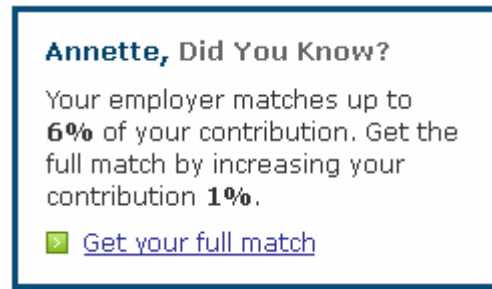 Annette, Did You Know?
Your employer matches up to
6% of your contribution. Get the
full match by increasing your
contribution 1%.
Get your full match